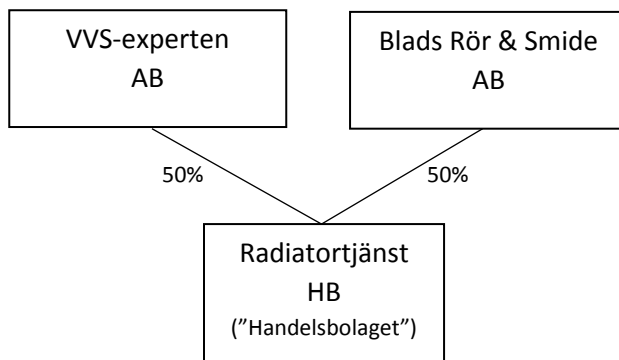 VVS-experten
AB
Blads Rör & Smide
AB
50%
50%
Radiatortjänst
HB
(”Handelsbolaget”)